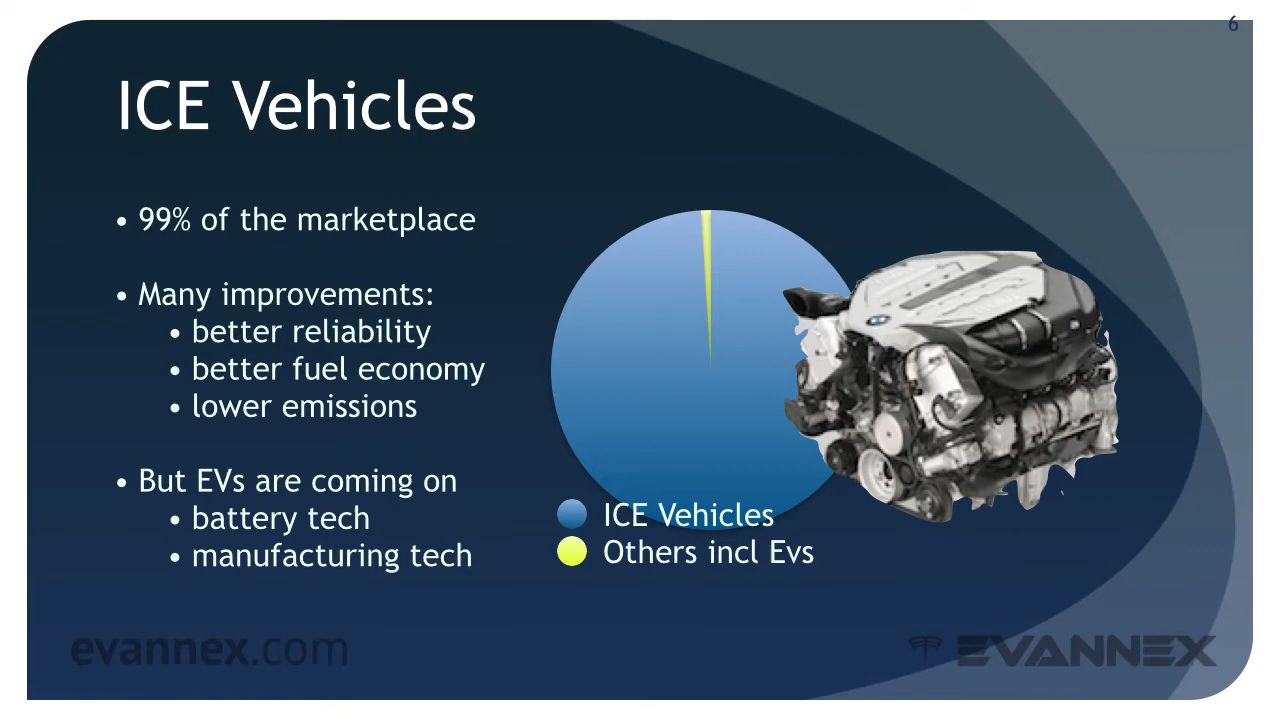 6
ICE Vehicles
• 99% of the marketplace
• Many improvements:
• better reliability
• better fuel economy
• lower emissions
• But EVs are coming on
• battery tech
• manufacturing tech
ICE Vehicles
Others incl Evs
evannex.com
EVANNEX